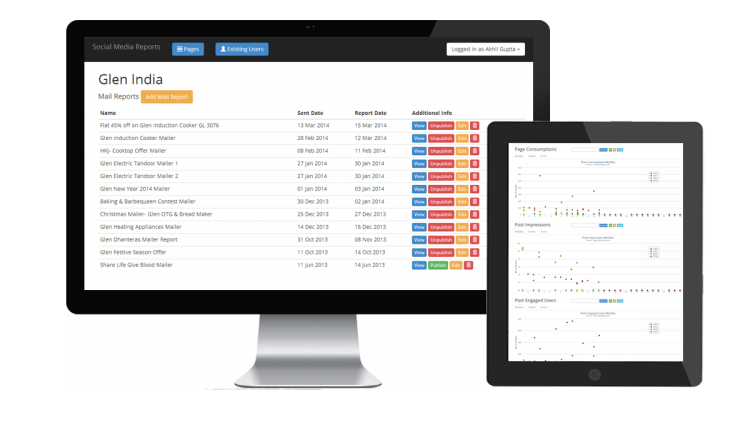 Social Media Reports Pages Existing Users Logged in as Akhil Gupta
Glen India
Mail Reports Add Mail Report
Name Sent Date Report Date Additional Info
Flat 45% off on Glen Induction Cooker GL 3076 13 Mar 2014 15 Mar 2014 View Unpublish Edit
Glen Induction Cooker Mailer 28 Feb 2014 12 Mar 2014 View Unpublish Edit
HKJ- Cooktop Offer Mailer 08 Feb 2014 11 Feb 2014 View Unpublish Edit
Glen Electric Tandoor Mailer 1 27 Jan 2014 30 Jan 2014 View Unpublish Edit
Glen Electric Tandoor Mailer 2 27 Jan 2014 30 Jan 2014 View Unpublish Edit
Glen New Year 2014 Mailer 01 Jan 2014 03 Jan 2014 View Unpublish Edit
Baking & Barbequeen Contest Mailer 30 Dec 2013 02 Jan 2014 View Unpublish Edit
Christmas Mailer- Glen OTG & Bread Maker 25 Dec 2013 27 Dec 2013 View Unpublish Edit
Glen Heating Appliances Mailer 14 Dec 2013 16 Dec 2013 View Unpublish Edit
Glen Dhanteras Mailer Report 31 Oct 2013 08 Nov 2013 View Unpublish Edit
Glen Festive Season Offer 11 Oct 2013 14 Oct 2013 View Unpublish Edit
Share Life Give Blood Mailer 11 Jun 2013 14 Jun 2013 View Publish Edit
Page Consumptions
Post Impressions
Post Engaged Users